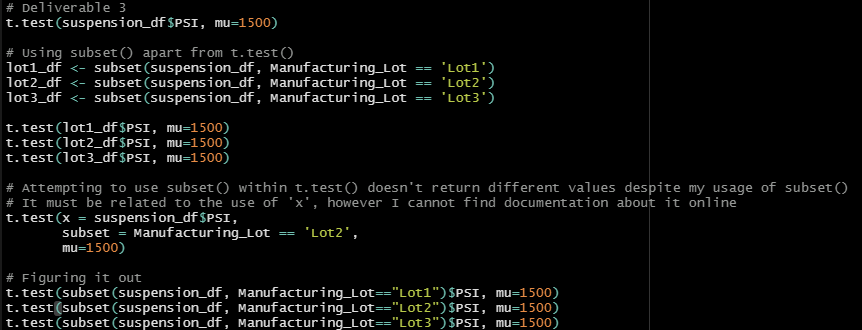 # Deliverable 3
t.test(suspension_df$PSI, mu=1500)
# Using subset() apart from t.test()
lot1_df <- subset(suspension_df, Manufacturing_Lot == 'Lot1')
lot2_df <- subset(suspension_df, Manufacturing_Lot == 'Lot2')
lot3_df <- subset(suspension_df, Manufacturing_Lot == 'Lot3')
t.test(lot1_df$PSI, mu=1500)
t.test(lot2_df$PSI, mu=1500)
t.test(lot3_df$PSI, mu=1500)
# Attempting to use subset() within t.test() doesn't return different values despite my usage of subset()
# It must be related to the use of 'x', however I cannot find documentation about it online
t.test(x = suspension_df$PSI,
subset = Manufacturing_Lot == 'Lot2',
mu=1500)
# Figuring it out
t.test(subset(suspension_df, Manufacturing_Lot=="Lot1")$PSI, mu=1500)
t.test(subset(suspension_df, Manufacturing_Lot=="Lot2")$PSI, mu=1500)
t.test(subset(suspension_df, Manufacturing_Lot=="Lot3")$PSI, mu=1500)